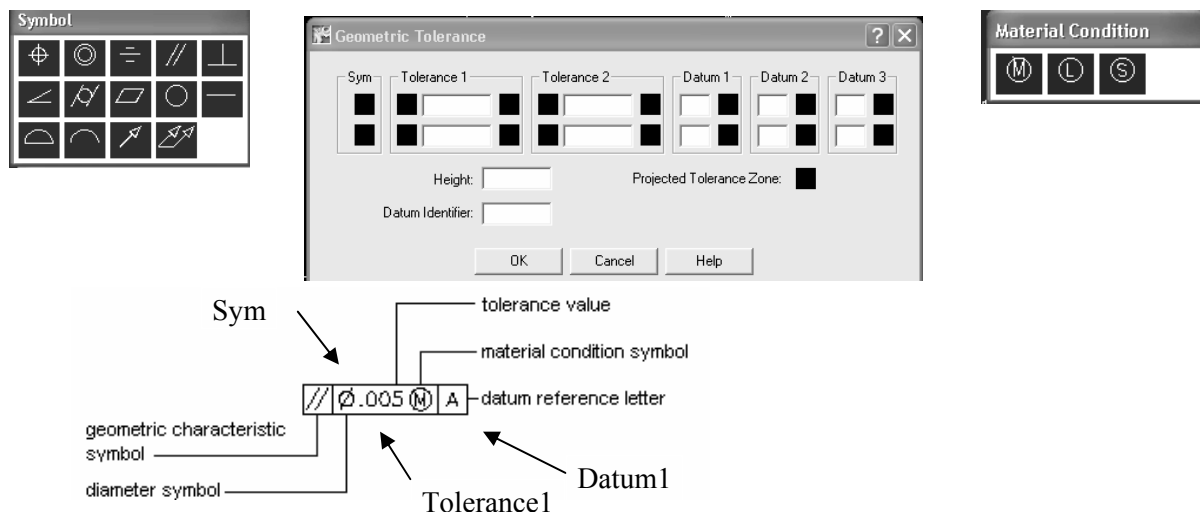 Symbol
Geometric Tolerance
Material Condition
M L S
Sym Tolerance 1 Tolerance 2 Datum 1 Datum 2 Datum 3
Height: Projected Tolerance Zone:
Datum Identifier:
OK Cancel Help
Sym
tolerance value
material condition symbol
// Ø.005 Ⓜ A
datum reference letter
geometric characteristic
symbol
diameter symbol
Tolerance1
Datum1